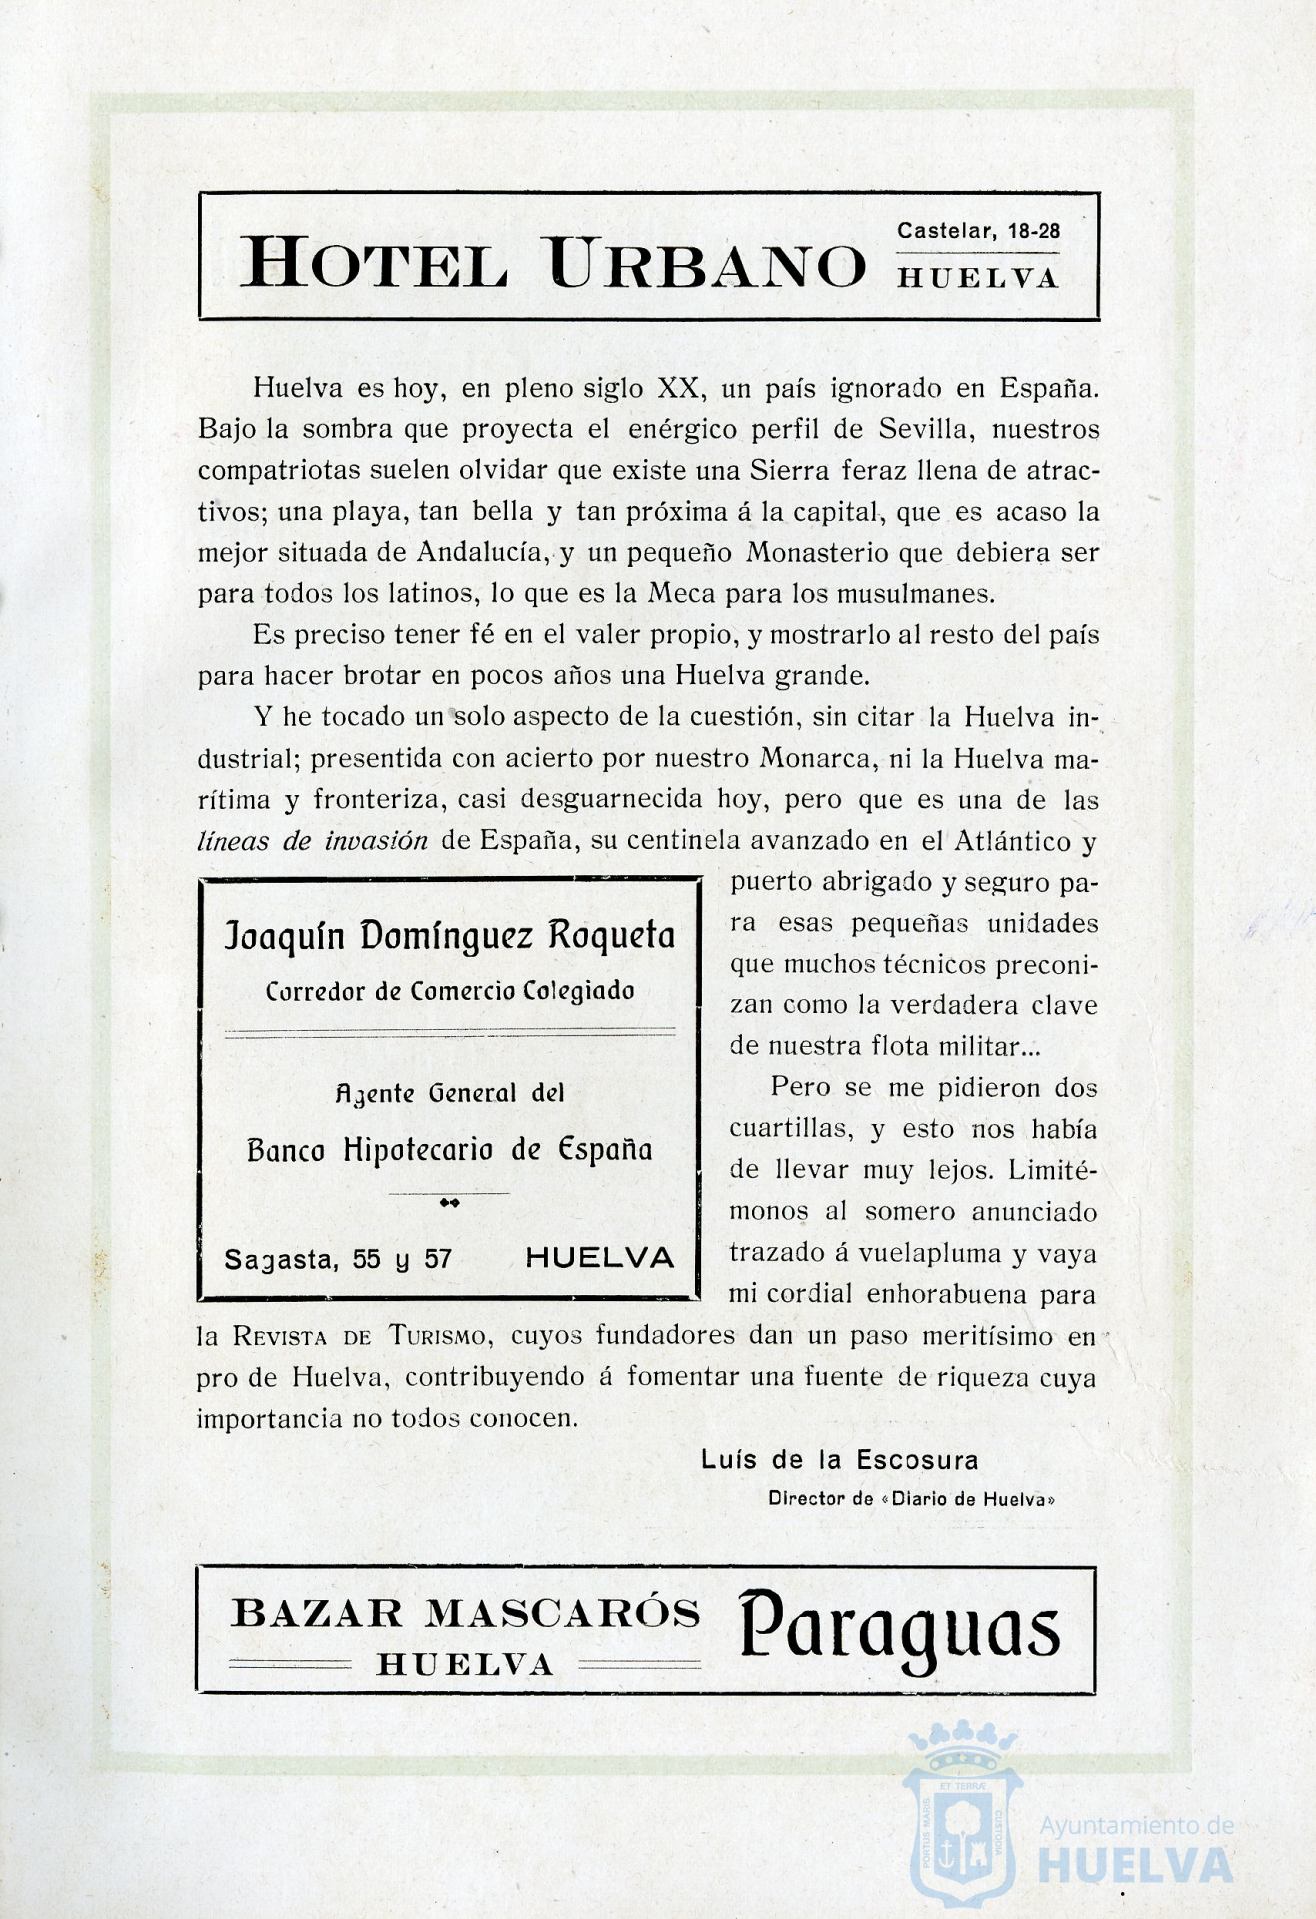 HOTEL URBANO
Castelar, 18-28
HUELVA
Huelva es hoy, en pleno siglo XX, un país ignorado en España.
Bajo la sombra que proyecta el enérgico perfil de Sevilla, nuestros
compatriotas suelen olvidar que existe una Sierra feraz llena de atrac-
tivos; una playa, tan bella y tan próxima á la capital, que es acaso la
mejor situada de Andalucía, y un pequeño Monasterio que debiera ser
para todos los latinos, lo que es la Meca para los musulmanes.
Es preciso tener fé en el valer propio, y mostrarlo al resto del país
para hacer brotar en pocos años una Huelva grande.
Y he tocado un solo aspecto de la cuestión, sin citar la Huelva in-
dustrial; presentida con acierto por nuestro Monarca, ni la Huelva ma-
rítima y fronteriza, casi desguarnecida hoy, pero que es una de las
líneas de invasión de España, su centinela avanzado en el Atlántico y
puerto abrigado y seguro pa-
ra esas pequeñas unidades
que muchos técnicos preconi-
zan como la verdadera clave
de nuestra flota militar...
Pero se me pidieron dos
cuartillas, y esto nos había
de llevar muy lejos. Limité-
monos al somero anunciado
trazado á vuelapluma y vaya
mi cordial enhorabuena para
la REVISTA DE TURISMO, cuyos fundadores dan un paso meritísimo en
pro de Huelva, contribuyendo á fomentar una fuente de riqueza cuya
importancia no todos conocen.
Luís de la Escosura
Director de «Diario de Huelva»
Joaquín Domínguez Roqueta
Corredor de Comercio Colegiado
Agente General del
Banco Hipotecario de España
Sagasta, 55 y 57 HUELVA
BAZAR MASCARÓS
HUELVA
Paraguas
PORTUS MARIS
ET TERRÆ
CUSTODIA
Ayuntamiento de
HUELVA